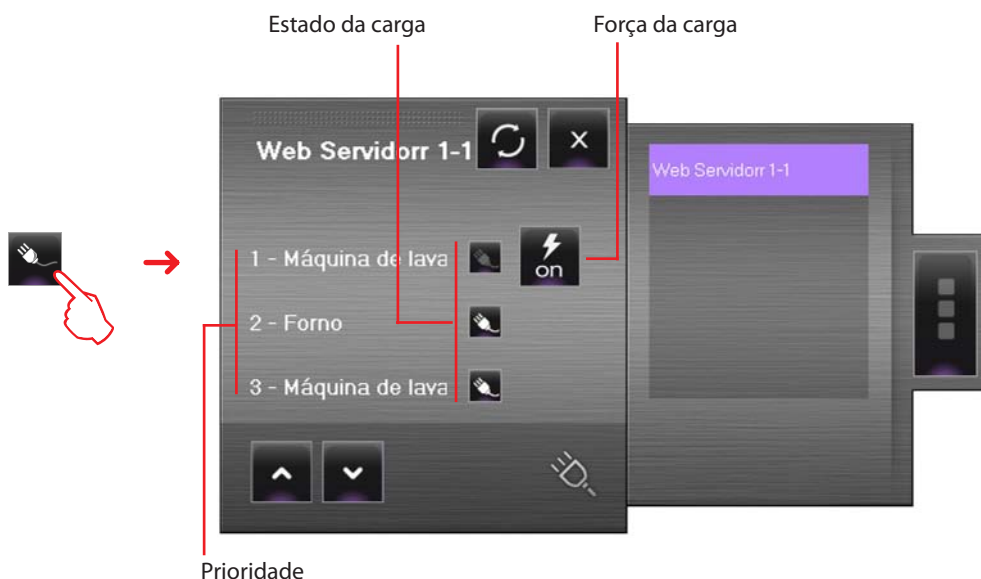 Estado da carga
Força da carga
Web Servidorr 1-1
X
Web Servidorr 1-1
1 - Máquina de lava
on
2 - Forno
3 - Máquina de lava
Prioridade